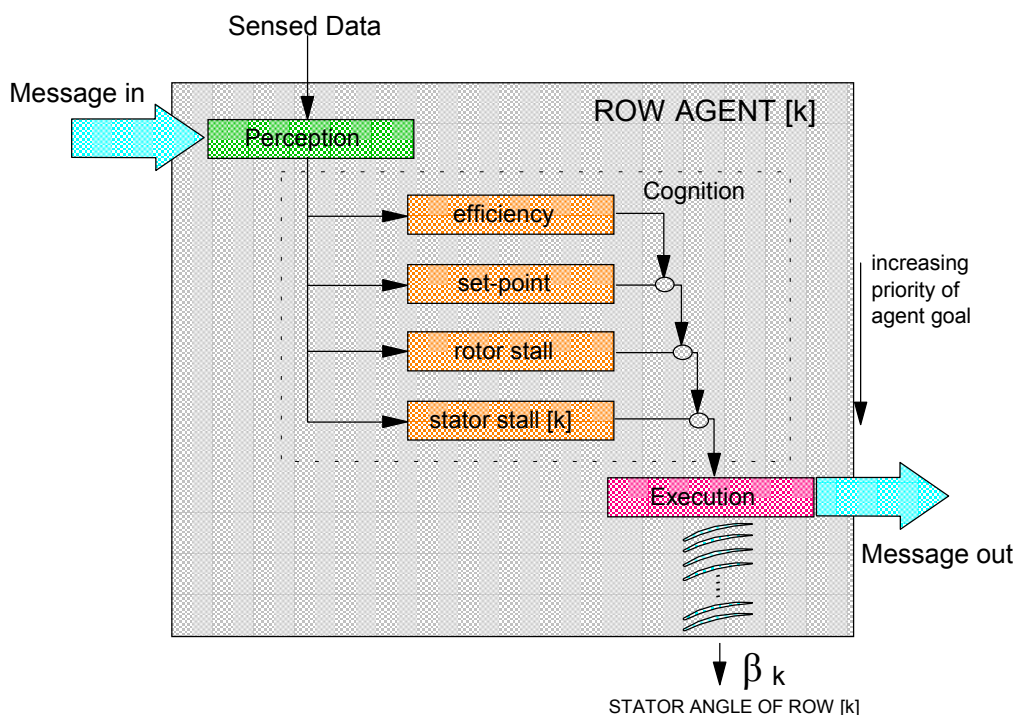 Sensed Data
Message in
ROW AGENT [k]
Perception
Cognition
efficiency
set-point
rotor stall
stator stall [k]
increasing
priority of
agent goal
Execution
Message out
β k
STATOR ANGLE OF ROW [k]